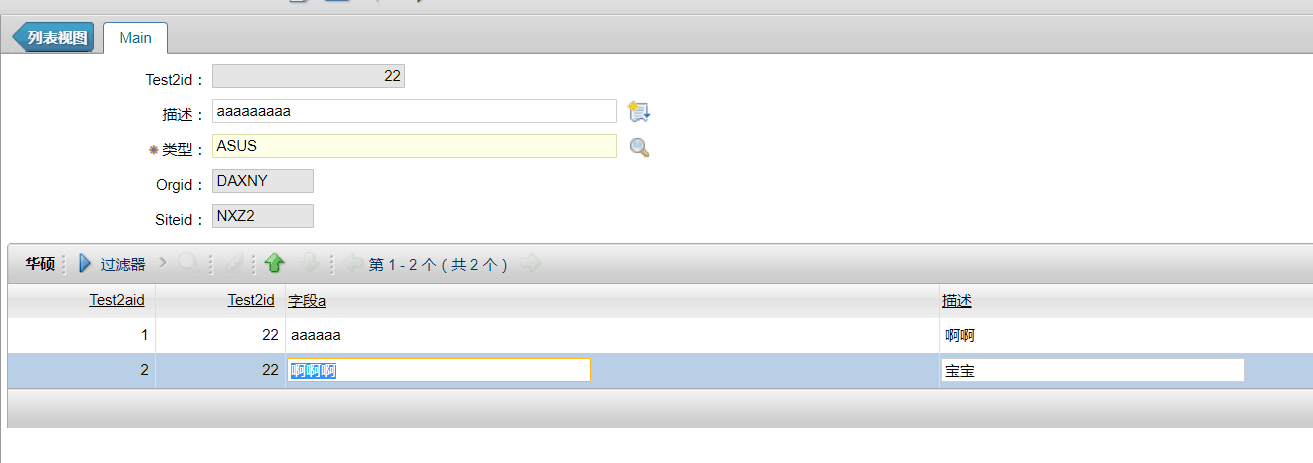 列表视图 Main
Test2id： 22
描述： aaaaaaaaa
类型： ASUS
Orgid： DAXNY
Siteid： NXZ2
华硕 过滤器 第 1 - 2 个 ( 共 2 个 )
Test2aid Test2id 字段a 描述
1 22 aaaaaa 啊啊
2 22 啊啊啊 宝宝